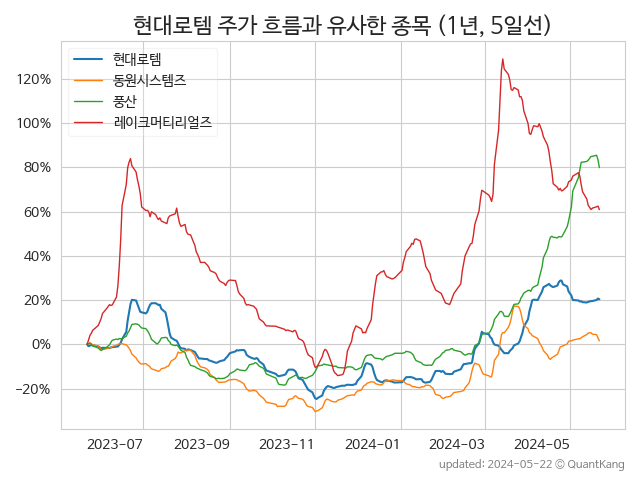 현대로템 주가 흐름과 유사한 종목 (1년, 5일선)
현대로템
동원시스템즈
풍산
레이크머티리얼즈
120%
100%
80%
60%
40%
20%
0%
−20%
2023-07 2023-09 2023-11 2024-01 2024-03 2024-05
updated: 2024-05-22 © QuantKang